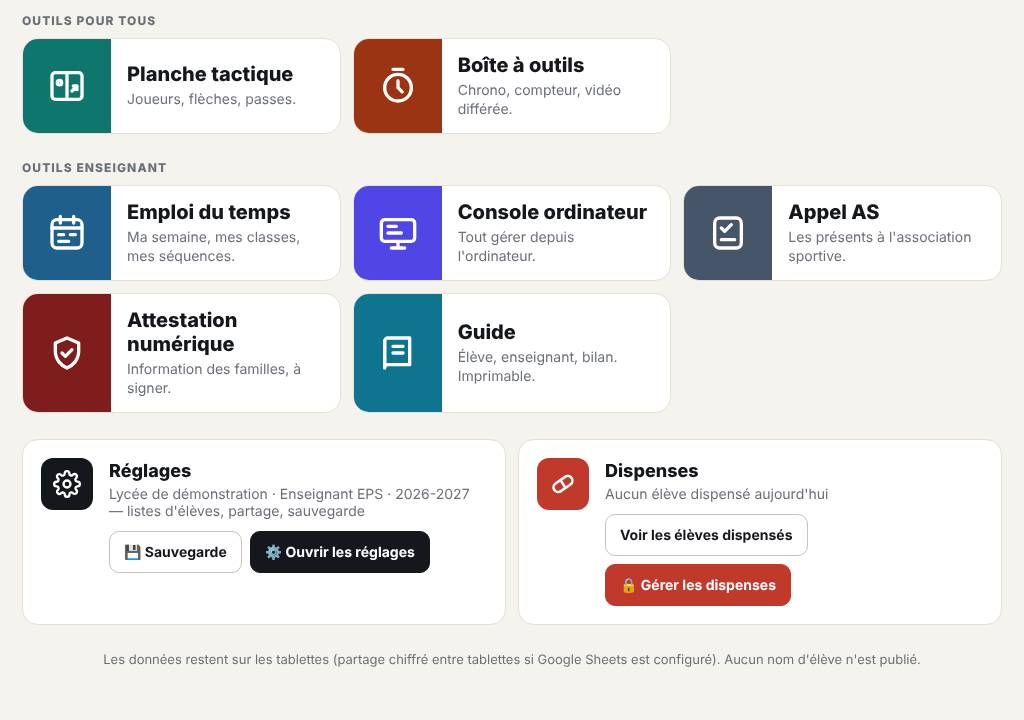 OUTILS POUR TOUS
Planche tactique
Joueurs, flèches, passes.
Boîte à outils
Chrono, compteur, vidéo
différée.
OUTILS ENSEIGNANT
Emploi du temps
Ma semaine, mes classes,
mes séquences.
Console ordinateur
Tout gérer depuis
l'ordinateur.
Appel AS
Les présents à l'association
sportive.
Attestation
numérique
Information des familles, à
signer.
Guide
Élève, enseignant, bilan.
Imprimable.
Réglages
Lycée de démonstration · Enseignant EPS · 2026-2027
— listes d'élèves, partage, sauvegarde
💾 Sauvegarde
⚙️ Ouvrir les réglages
Dispenses
Aucun élève dispensé aujourd'hui
Voir les élèves dispensés
🔒 Gérer les dispenses
Les données restent sur les tablettes (partage chiffré entre tablettes si Google Sheets est configuré). Aucun nom d'élève n'est publié.